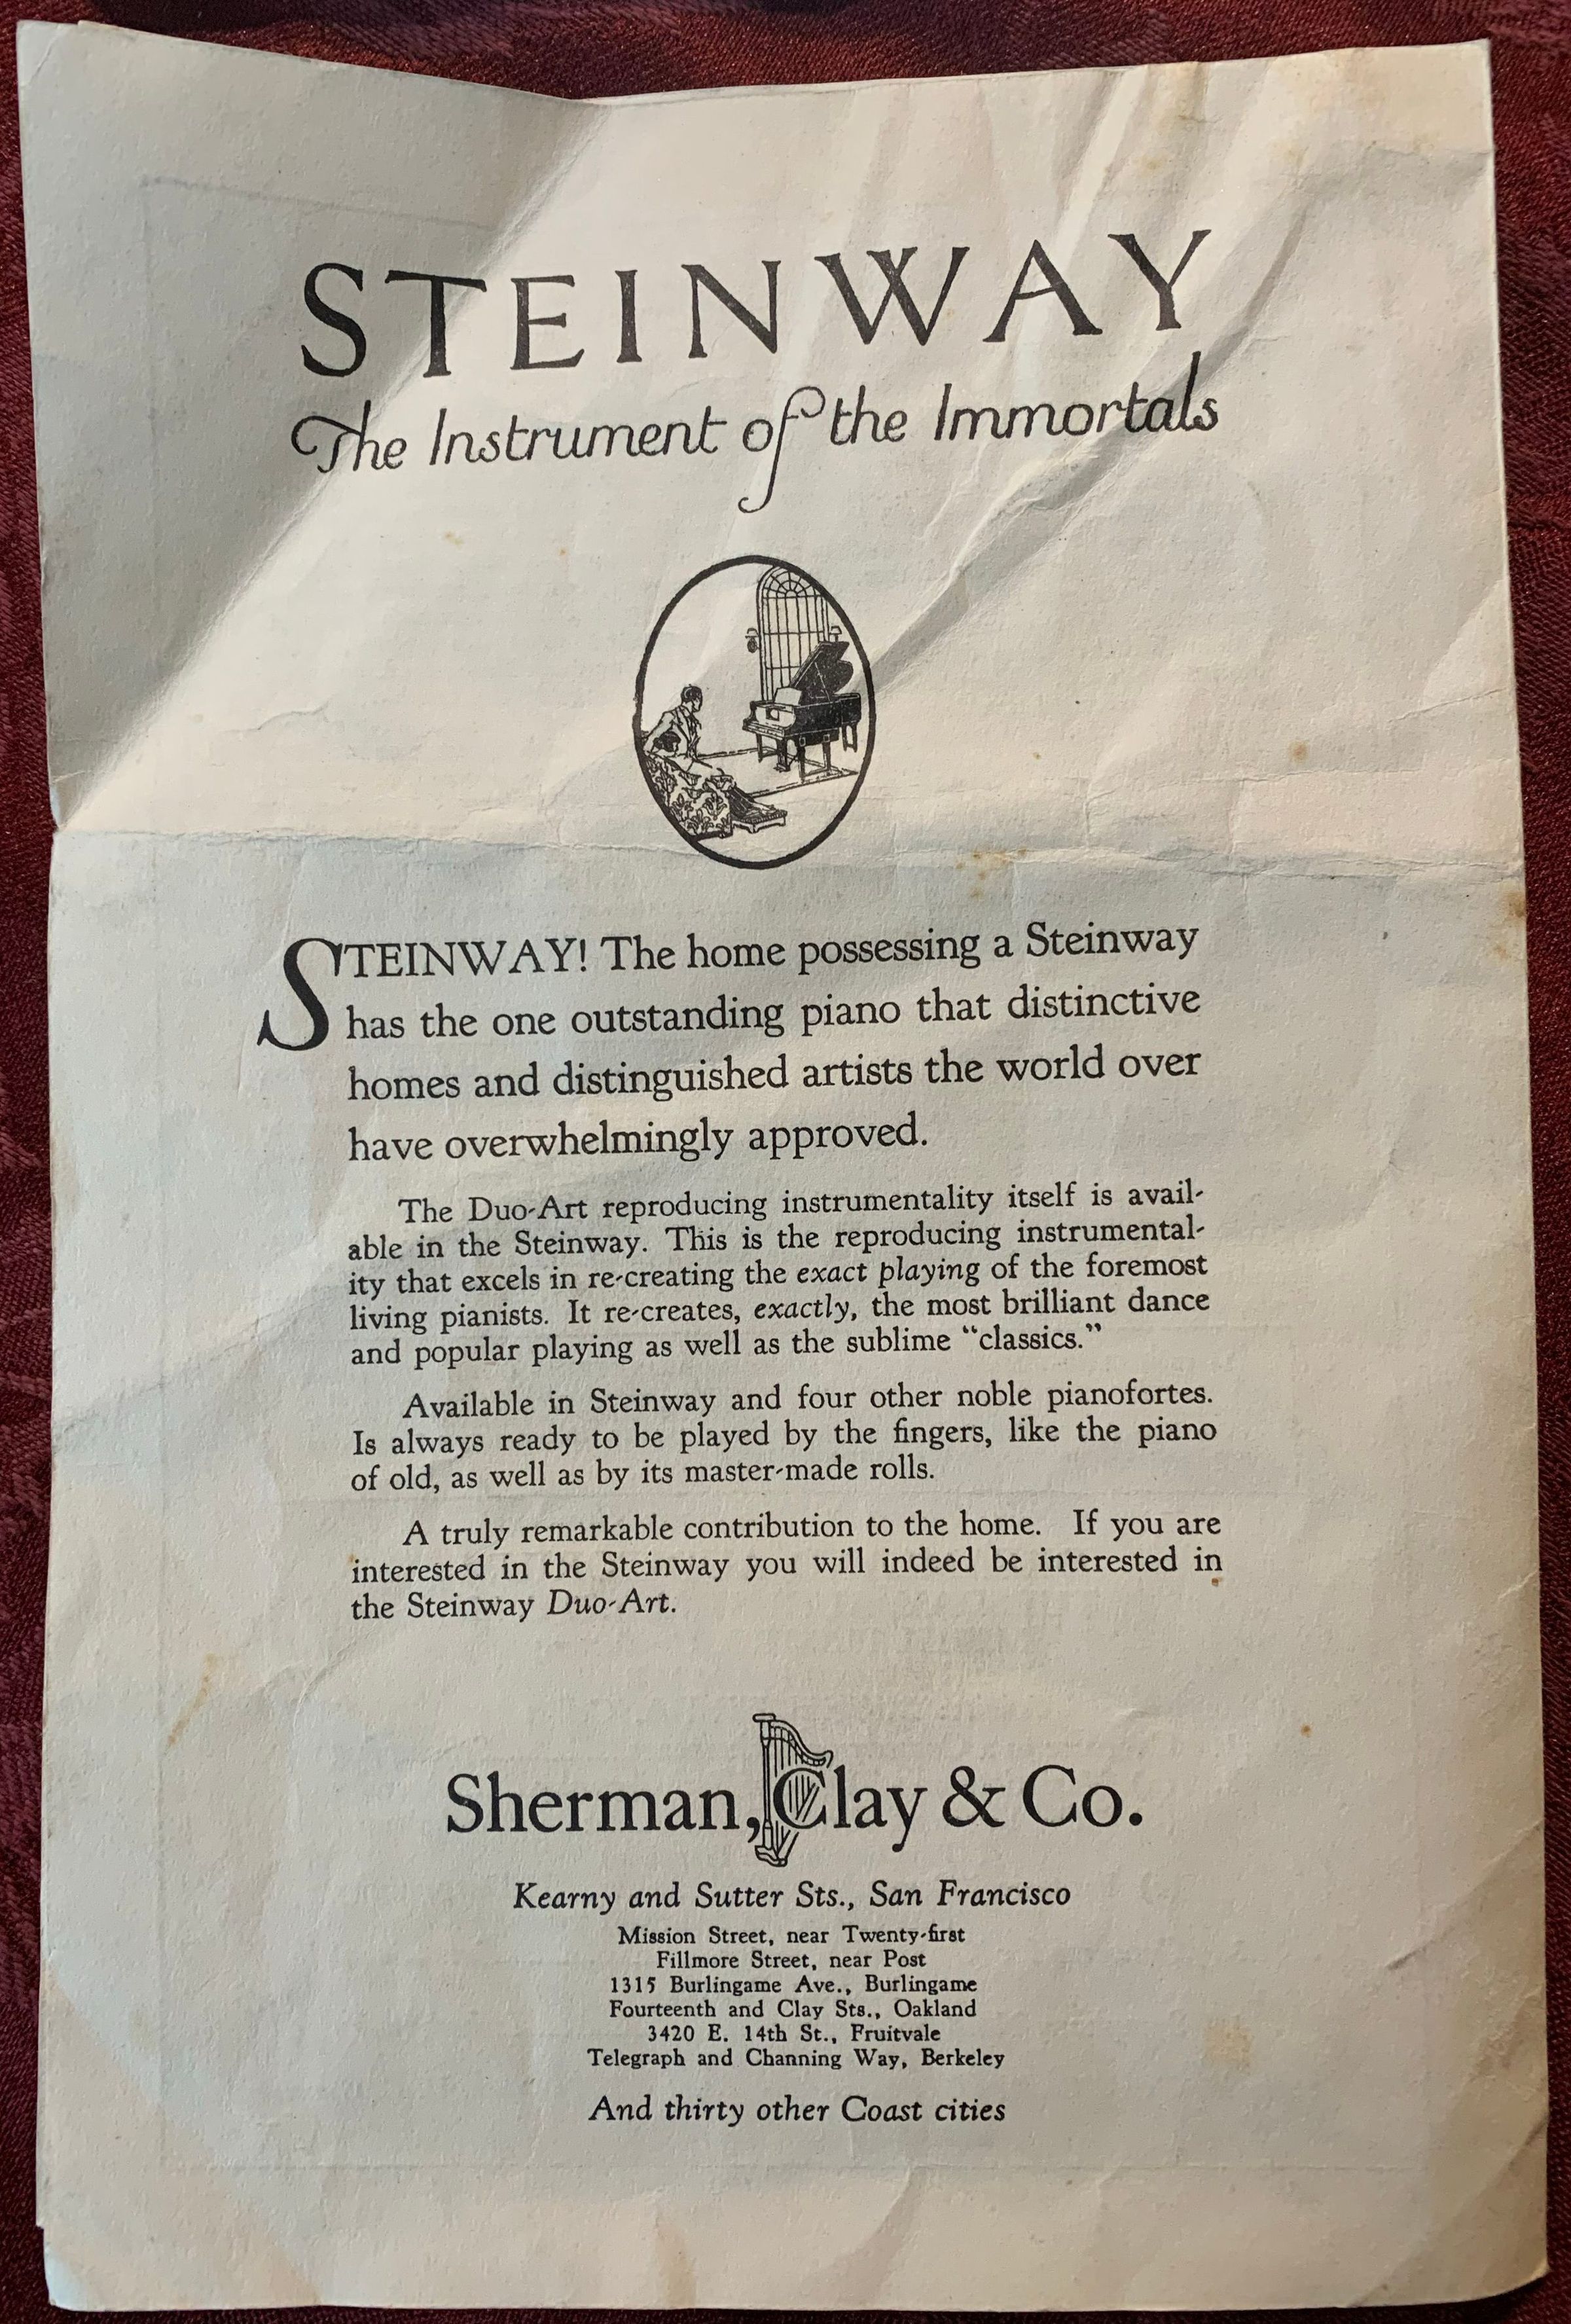 STEINWAY
The Instrument of the Immortals
STEINWAY! The home possessing a Steinway
has the one outstanding piano that distinctive
homes and distinguished artists the world over
have overwhelmingly approved.
The Duo-Art reproducing instrumentality itself is avail-
able in the Steinway. This is the reproducing instrumental-
ity that excels in re-creating the exact playing of the foremost
living pianists. It re-creates, exactly, the most brilliant dance
and popular playing as well as the sublime “classics.”
Available in Steinway and four other noble pianofortes.
Is always ready to be played by the fingers, like the piano
of old, as well as by its master-made rolls.
A truly remarkable contribution to the home. If you are
interested in the Steinway you will indeed be interested in
the Steinway Duo-Art.
Sherman, Clay & Co.
Kearny and Sutter Sts., San Francisco
Mission Street, near Twenty-first
Fillmore Street, near Post
1315 Burlingame Ave., Burlingame
Fourteenth and Clay Sts., Oakland
3420 E. 14th St., Fruitvale
Telegraph and Channing Way, Berkeley
And thirty other Coast cities